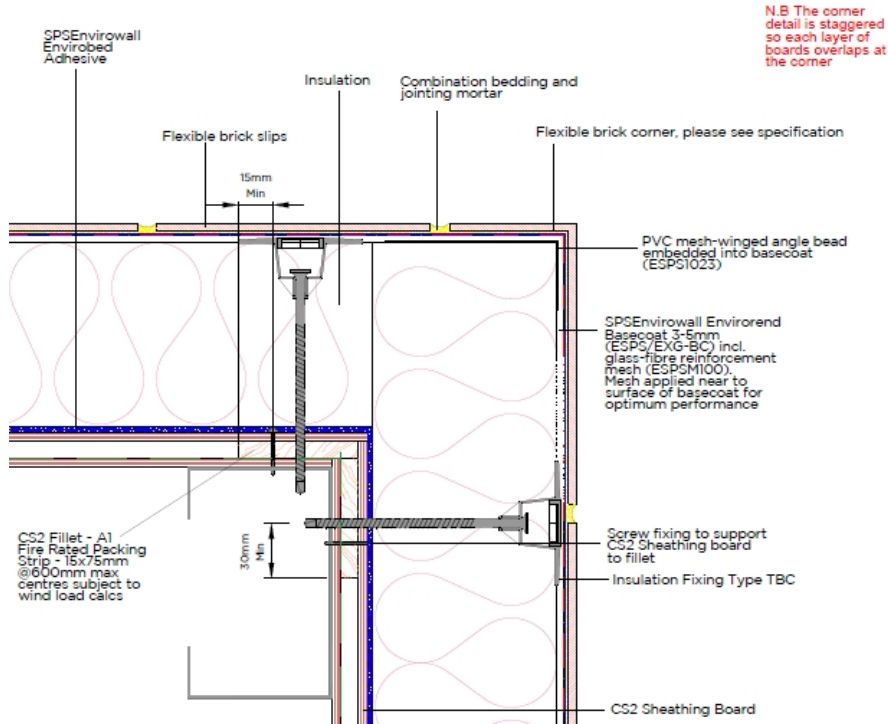 N.B The corner
detail is staggered
so each layer of
boards overlaps at
the corner
SPSEnvirowall
Envirobed
Adhesive
Insulation
Combination bedding and
jointing mortar
Flexible brick slips
Flexible brick corner, please see specification
15mm
Min
PVC mesh-winged angle bead
embedded into basecoat
(ESPS1023)
SPSEnvirowall Envirorend
Basecoat 3-5mm
(ESPS/EXG-BC) incl.
glass-fibre reinforcement
mesh (ESPSM100).
Mesh applied near to
surface of basecoat for
optimum performance
CS2 Fillet - A1
Fire Rated Packing
Strip - 15x75mm
@600mm max
centres subject to
wind load calcs
30mm
Min
Screw fixing to support
CS2 Sheathing board
to fillet
Insulation Fixing Type TBC
CS2 Sheathing Board